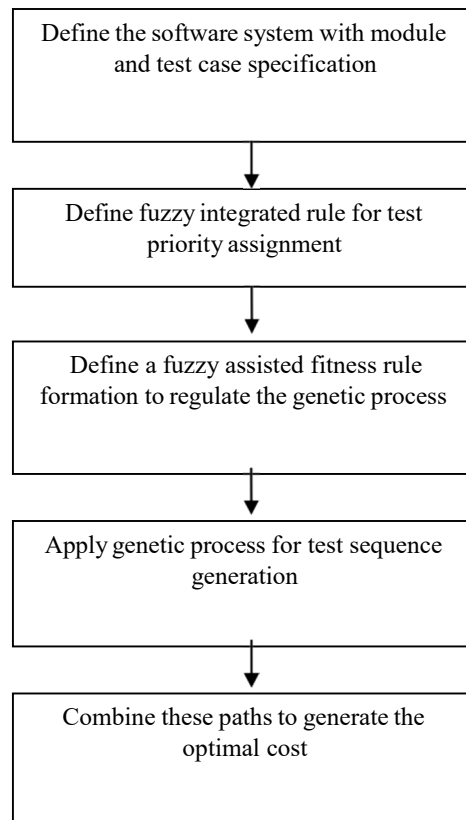 Define the software system with module
and test case specification
Define fuzzy integrated rule for test
priority assignment
Define a fuzzy assisted fitness rule
formation to regulate the genetic process
Apply genetic process for test sequence
generation
Combine these paths to generate the
optimal cost